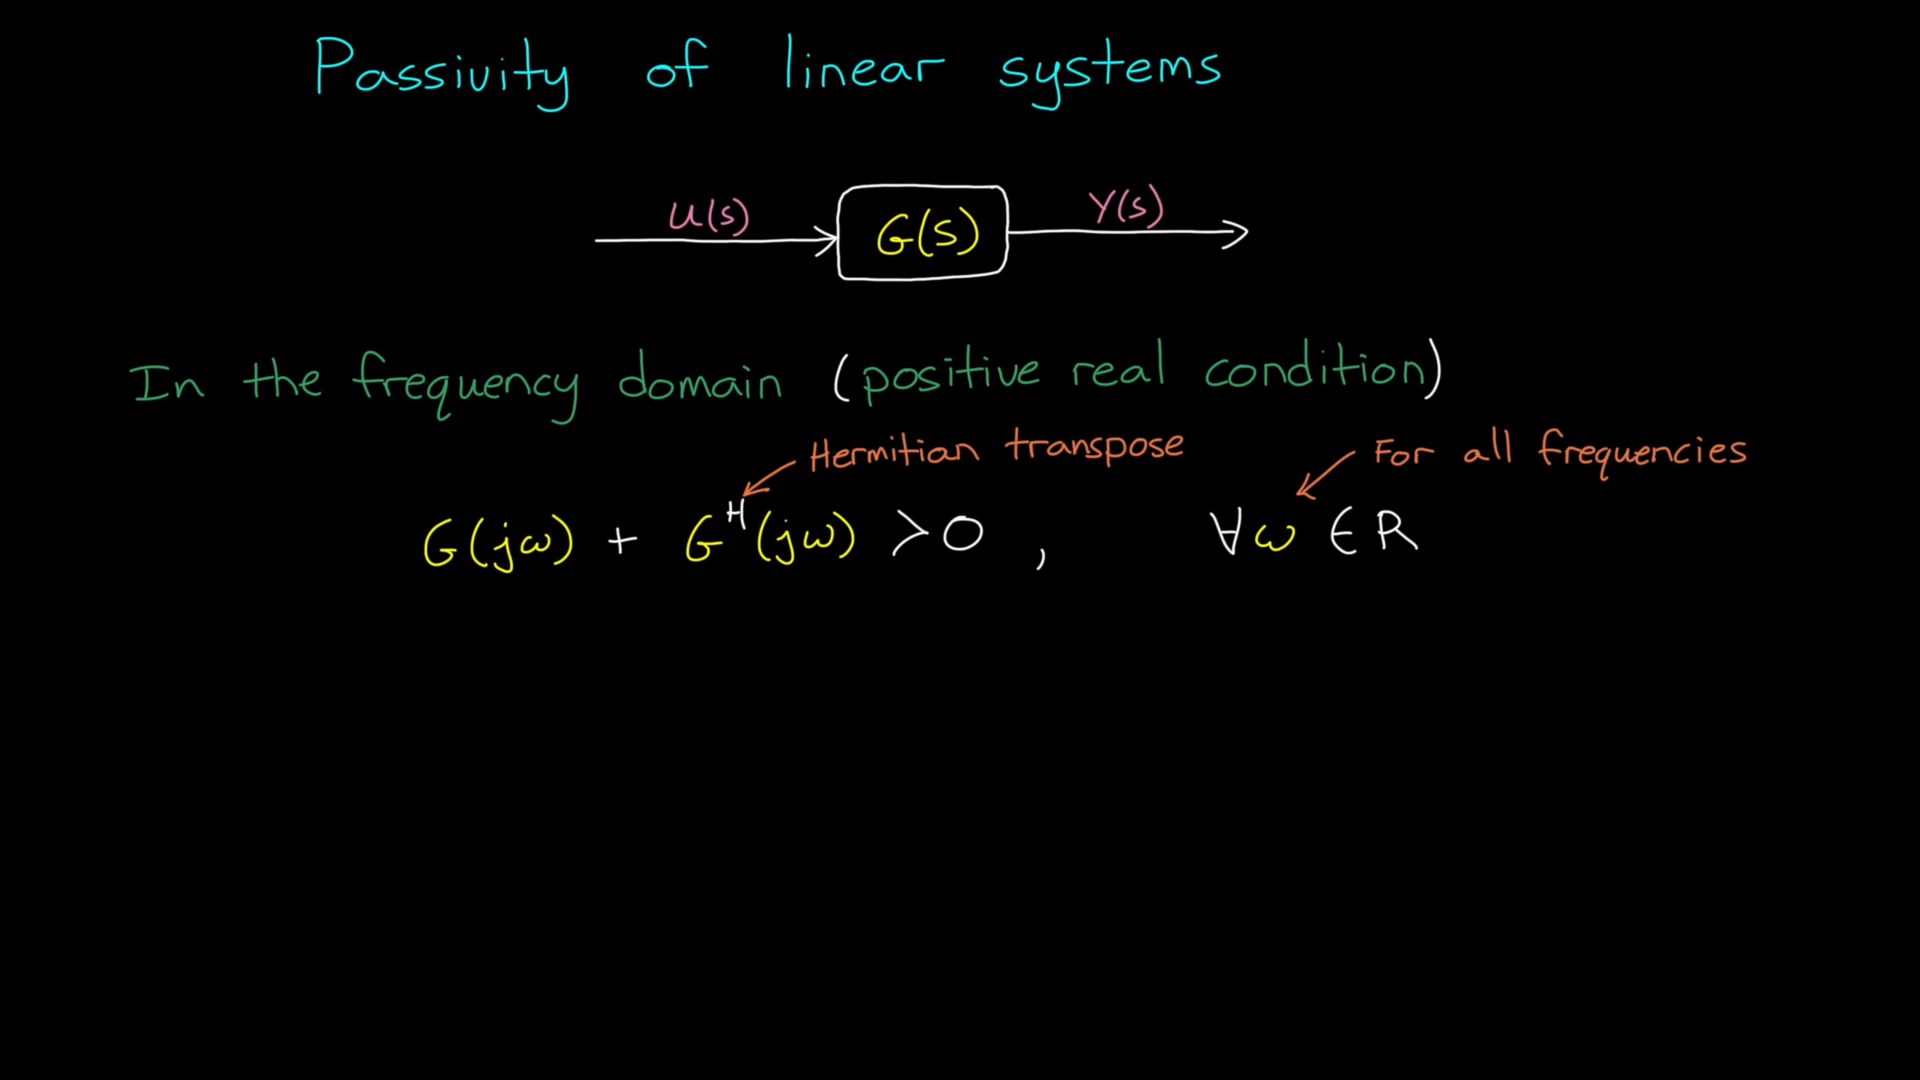 Passivity of linear systems
U(s) G(s) Y(s)
In the frequency domain (positive real condition)
Hermitian transpose For all frequencies
G(jω) + Gᴴ(jω) > 0 , ∀ω ∈ R